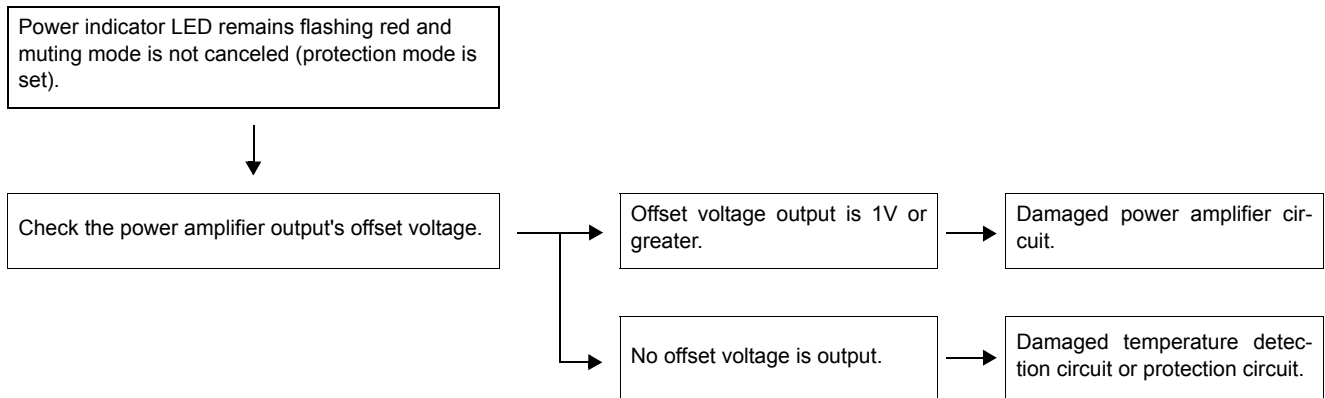 Power indicator LED remains flashing red and
muting mode is not canceled (protection mode is
set).
Check the power amplifier output's offset voltage.
Offset voltage output is 1V or
greater.
Damaged power amplifier cir-
cuit.
No offset voltage is output.
Damaged temperature detec-
tion circuit or protection circuit.